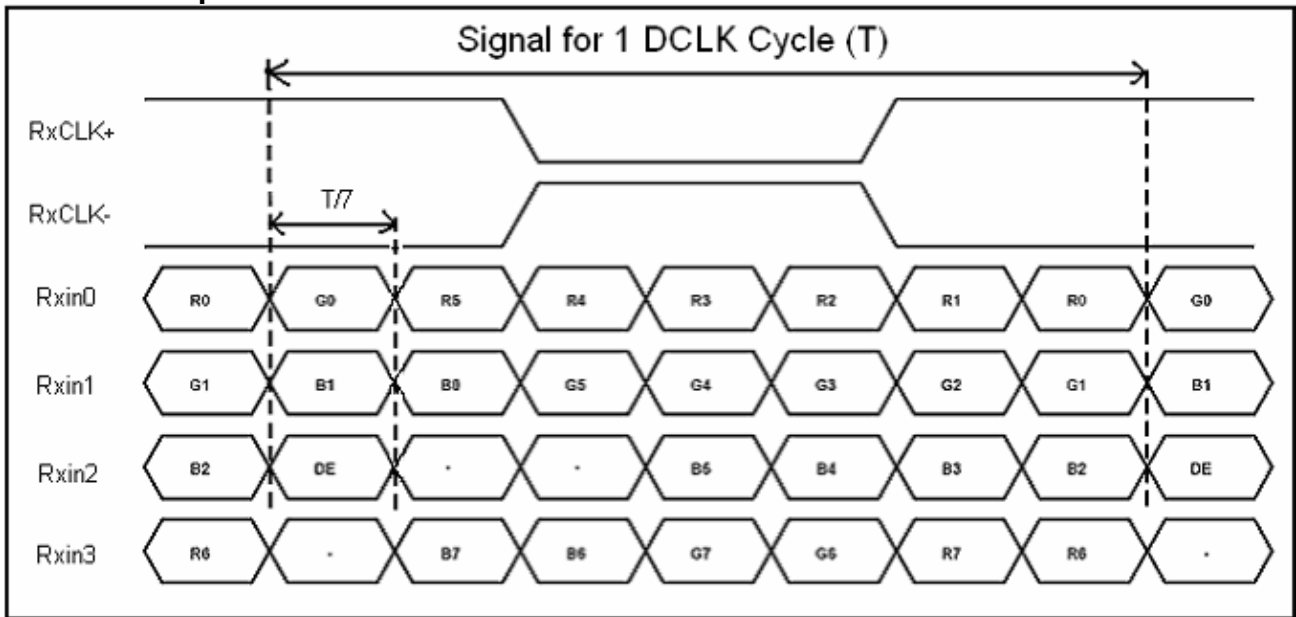 Signal for 1 DCLK Cycle (T)
RxCLK+
T/7
RxCLK-
Rxin0 R0 G0 R5 R4 R3 R2 R1 R0 G0
Rxin1 G1 B1 B0 G5 G4 G3 G2 G1 B1
Rxin2 B2 DE - - B5 B4 B3 B2 DE
Rxin3 R6 - B7 B6 G7 G6 R7 R6 -